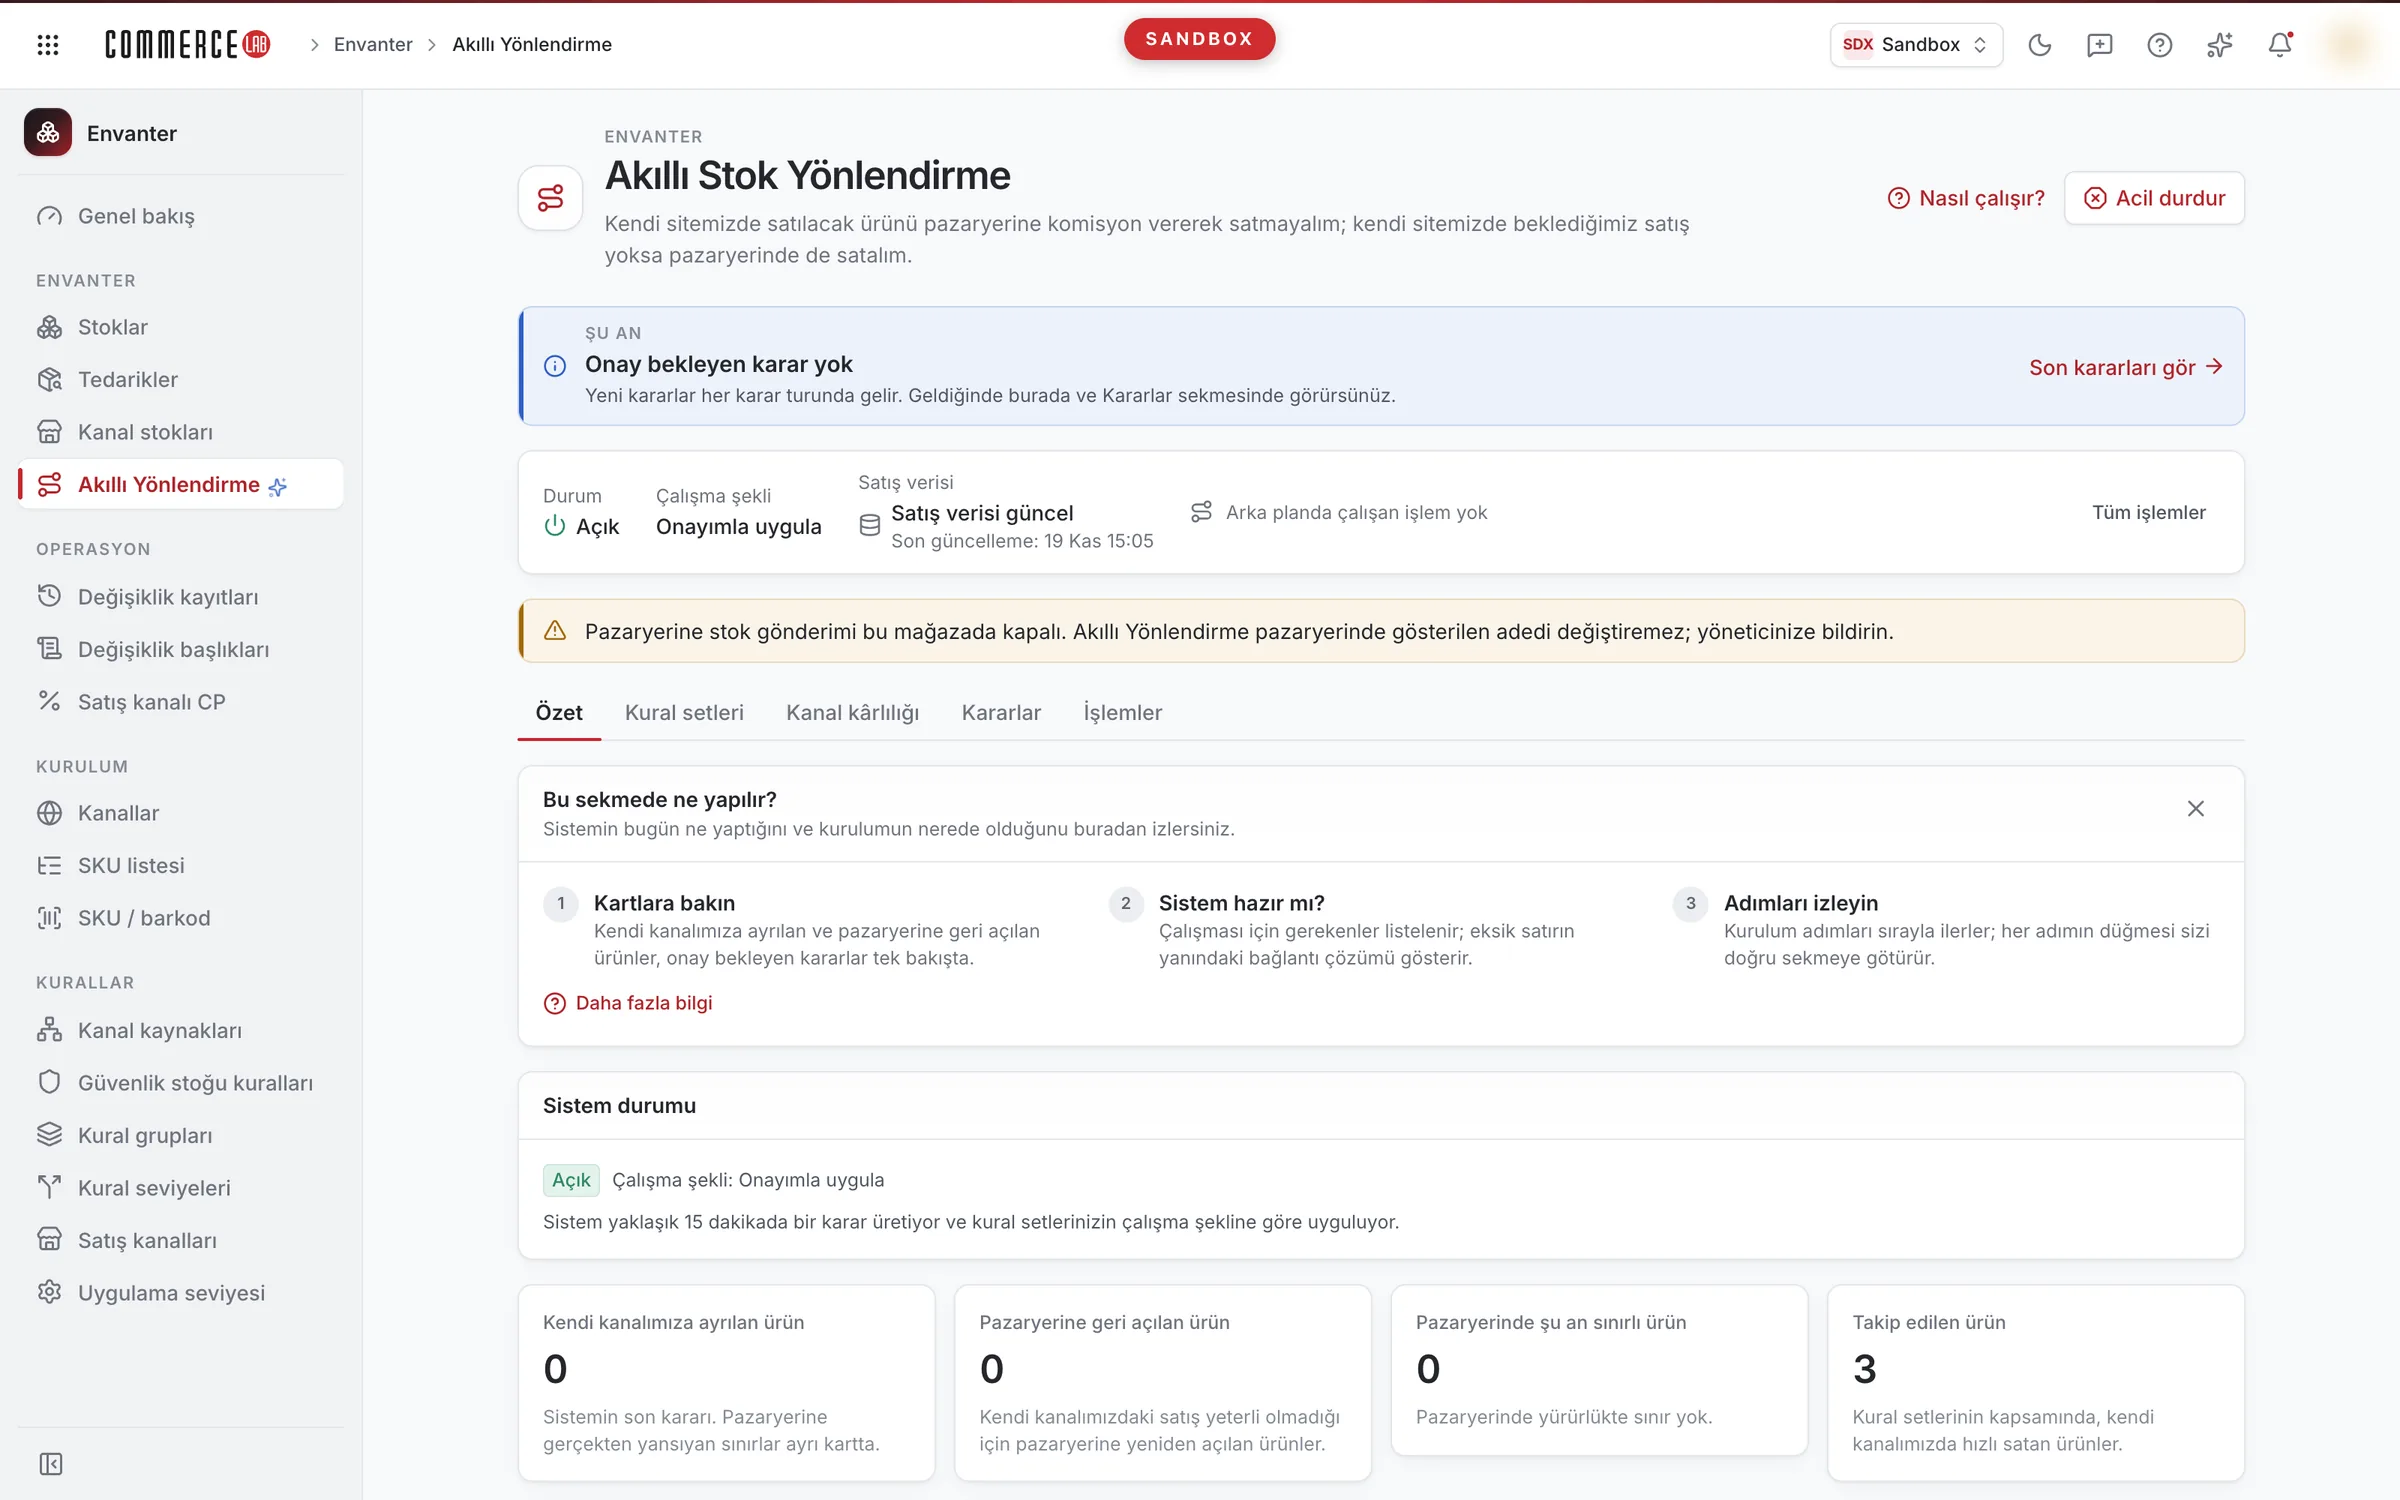 COMMERCE LAB
Envanter
Akıllı Yönlendirme
SANDBOX
SDX Sandbox
Envanter
Genel bakış
ENVANTER
Stoklar
Tedarikler
Kanal stokları
Akıllı Yönlendirme
OPERASYON
Değişiklik kayıtları
Değişiklik başlıkları
Satış kanalı CP
KURULUM
Kanallar
SKU listesi
SKU / barkod
KURALLAR
Kanal kaynakları
Güvenlik stoğu kuralları
Kural grupları
Kural seviyeleri
Satış kanalları
Uygulama seviyesi
ENVANTER
Akıllı Stok Yönlendirme
Kendi sitemizde satılacak ürünü pazaryerine komisyon vererek satmayalım; kendi sitemizde beklediğimiz satış
yoksa pazaryerinde de satalım.
Nasıl çalışır?
Acil durdur
ŞU AN
Onay bekleyen karar yok
Yeni kararlar her karar turunda gelir. Geldiğinde burada ve Kararlar sekmesinde görürsünüz.
Son kararları gör
Durum
Açık
Çalışma şekli
Onayımla uygula
Satış verisi
Satış verisi güncel
Son güncelleme: 19 Kas 15:05
Arka planda çalışan işlem yok
Tüm işlemler
Pazaryerine stok gönderimi bu mağazada kapalı. Akıllı Yönlendirme pazaryerinde gösterilen adedi değiştiremez; yöneticinize bildirin.
Özet
Kural setleri
Kanal kârlılığı
Kararlar
İşlemler
Bu sekmede ne yapılır?
Sistemin bugün ne yaptığını ve kurulumun nerede olduğunu buradan izlersiniz.
1
Kartlara bakın
Kendi kanalımıza ayrılan ve pazaryerine geri açılan
ürünler, onay bekleyen kararlar tek bakışta.
2
Sistem hazır mı?
Çalışması için gerekenler listelenir; eksik satırın
yanındaki bağlantı çözümü gösterir.
3
Adımları izleyin
Kurulum adımları sırayla ilerler; her adımın düğmesi sizi
doğru sekmeye götürür.
Daha fazla bilgi
Sistem durumu
Açık
Çalışma şekli: Onayımla uygula
Sistem yaklaşık 15 dakikada bir karar üretiyor ve kural setlerinizin çalışma şekline göre uyguluyor.
Kendi kanalımıza ayrılan ürün
0
Sistemin son kararı. Pazaryerine
gerçekten yansıyan sınırlar ayrı kartta.
Pazaryerine geri açılan ürün
0
Kendi kanalımızdaki satış yeterli olmadığı
için pazaryerine yeniden açılan ürünler.
Pazaryerinde şu an sınırlı ürün
0
Pazaryerinde yürürlükte sınır yok.
Takip edilen ürün
3
Kural setlerinin kapsamında, kendi
kanalımızda hızlı satan ürünler.